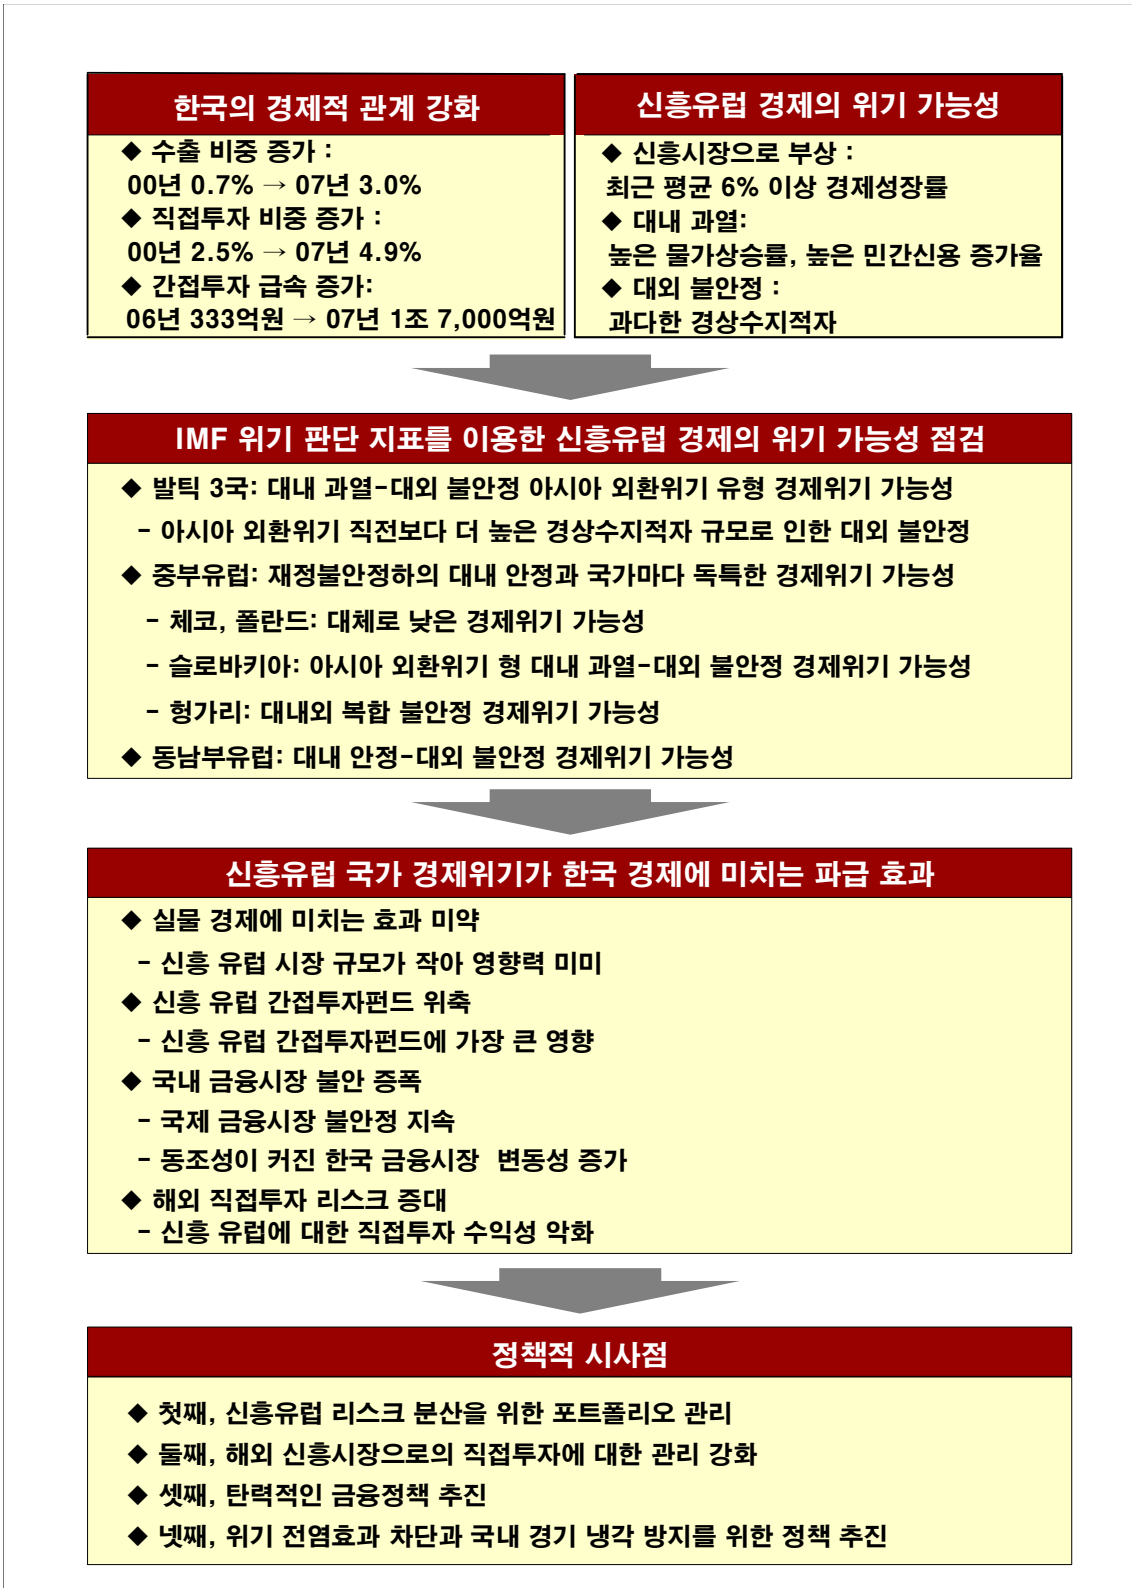 한국의 경제적 관계 강화
◆ 수출 비중 증가 :
00년 0.7% → 07년 3.0%
◆ 직접투자 비중 증가 :
00년 2.5% → 07년 4.9%
◆ 간접투자 급속 증가:
06년 333억원 → 07년 1조 7,000억원
신흥유럽 경제의 위기 가능성
◆ 신흥시장으로 부상 :
최근 평균 6% 이상 경제성장률
◆ 대내 과열:
높은 물가상승률, 높은 민간신용 증가율
◆ 대외 불안정 :
과다한 경상수지적자
IMF 위기 판단 지표를 이용한 신흥유럽 경제의 위기 가능성 점검
◆ 발틱 3국: 대내 과열-대외 불안정 아시아 외환위기 유형 경제위기 가능성
- 아시아 외환위기 직전보다 더 높은 경상수지적자 규모로 인한 대외 불안정
◆ 중부유럽: 재정불안정하의 대내 안정과 국가마다 독특한 경제위기 가능성
- 체코, 폴란드: 대체로 낮은 경제위기 가능성
- 슬로바키아: 아시아 외환위기 형 대내 과열-대외 불안정 경제위기 가능성
- 헝가리: 대내외 복합 불안정 경제위기 가능성
◆ 동남부유럽: 대내 안정-대외 불안정 경제위기 가능성
신흥유럽 국가 경제위기가 한국 경제에 미치는 파급 효과
◆ 실물 경제에 미치는 효과 미약
- 신흥 유럽 시장 규모가 작아 영향력 미미
◆ 신흥 유럽 간접투자펀드 위축
- 신흥 유럽 간접투자펀드에 가장 큰 영향
◆ 국내 금융시장 불안 증폭
- 국제 금융시장 불안정 지속
- 동조성이 커진 한국 금융시장 변동성 증가
◆ 해외 직접투자 리스크 증대
- 신흥 유럽에 대한 직접투자 수익성 악화
정책적 시사점
◆ 첫째, 신흥유럽 리스크 분산을 위한 포트폴리오 관리
◆ 둘째, 해외 신흥시장으로의 직접투자에 대한 관리 강화
◆ 셋째, 탄력적인 금융정책 추진
◆ 넷째, 위기 전염효과 차단과 국내 경기 냉각 방지를 위한 정책 추진